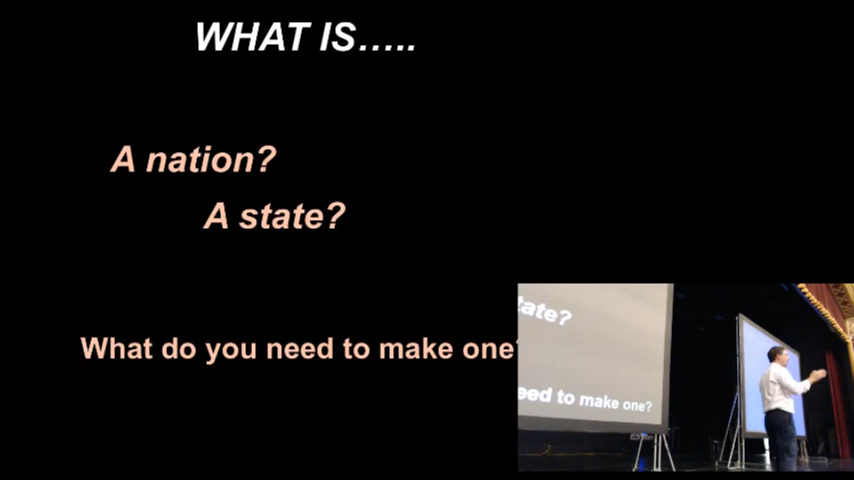 WHAT IS…..
A nation?
A state?
What do you need to make one?
tate?
eed to make one?